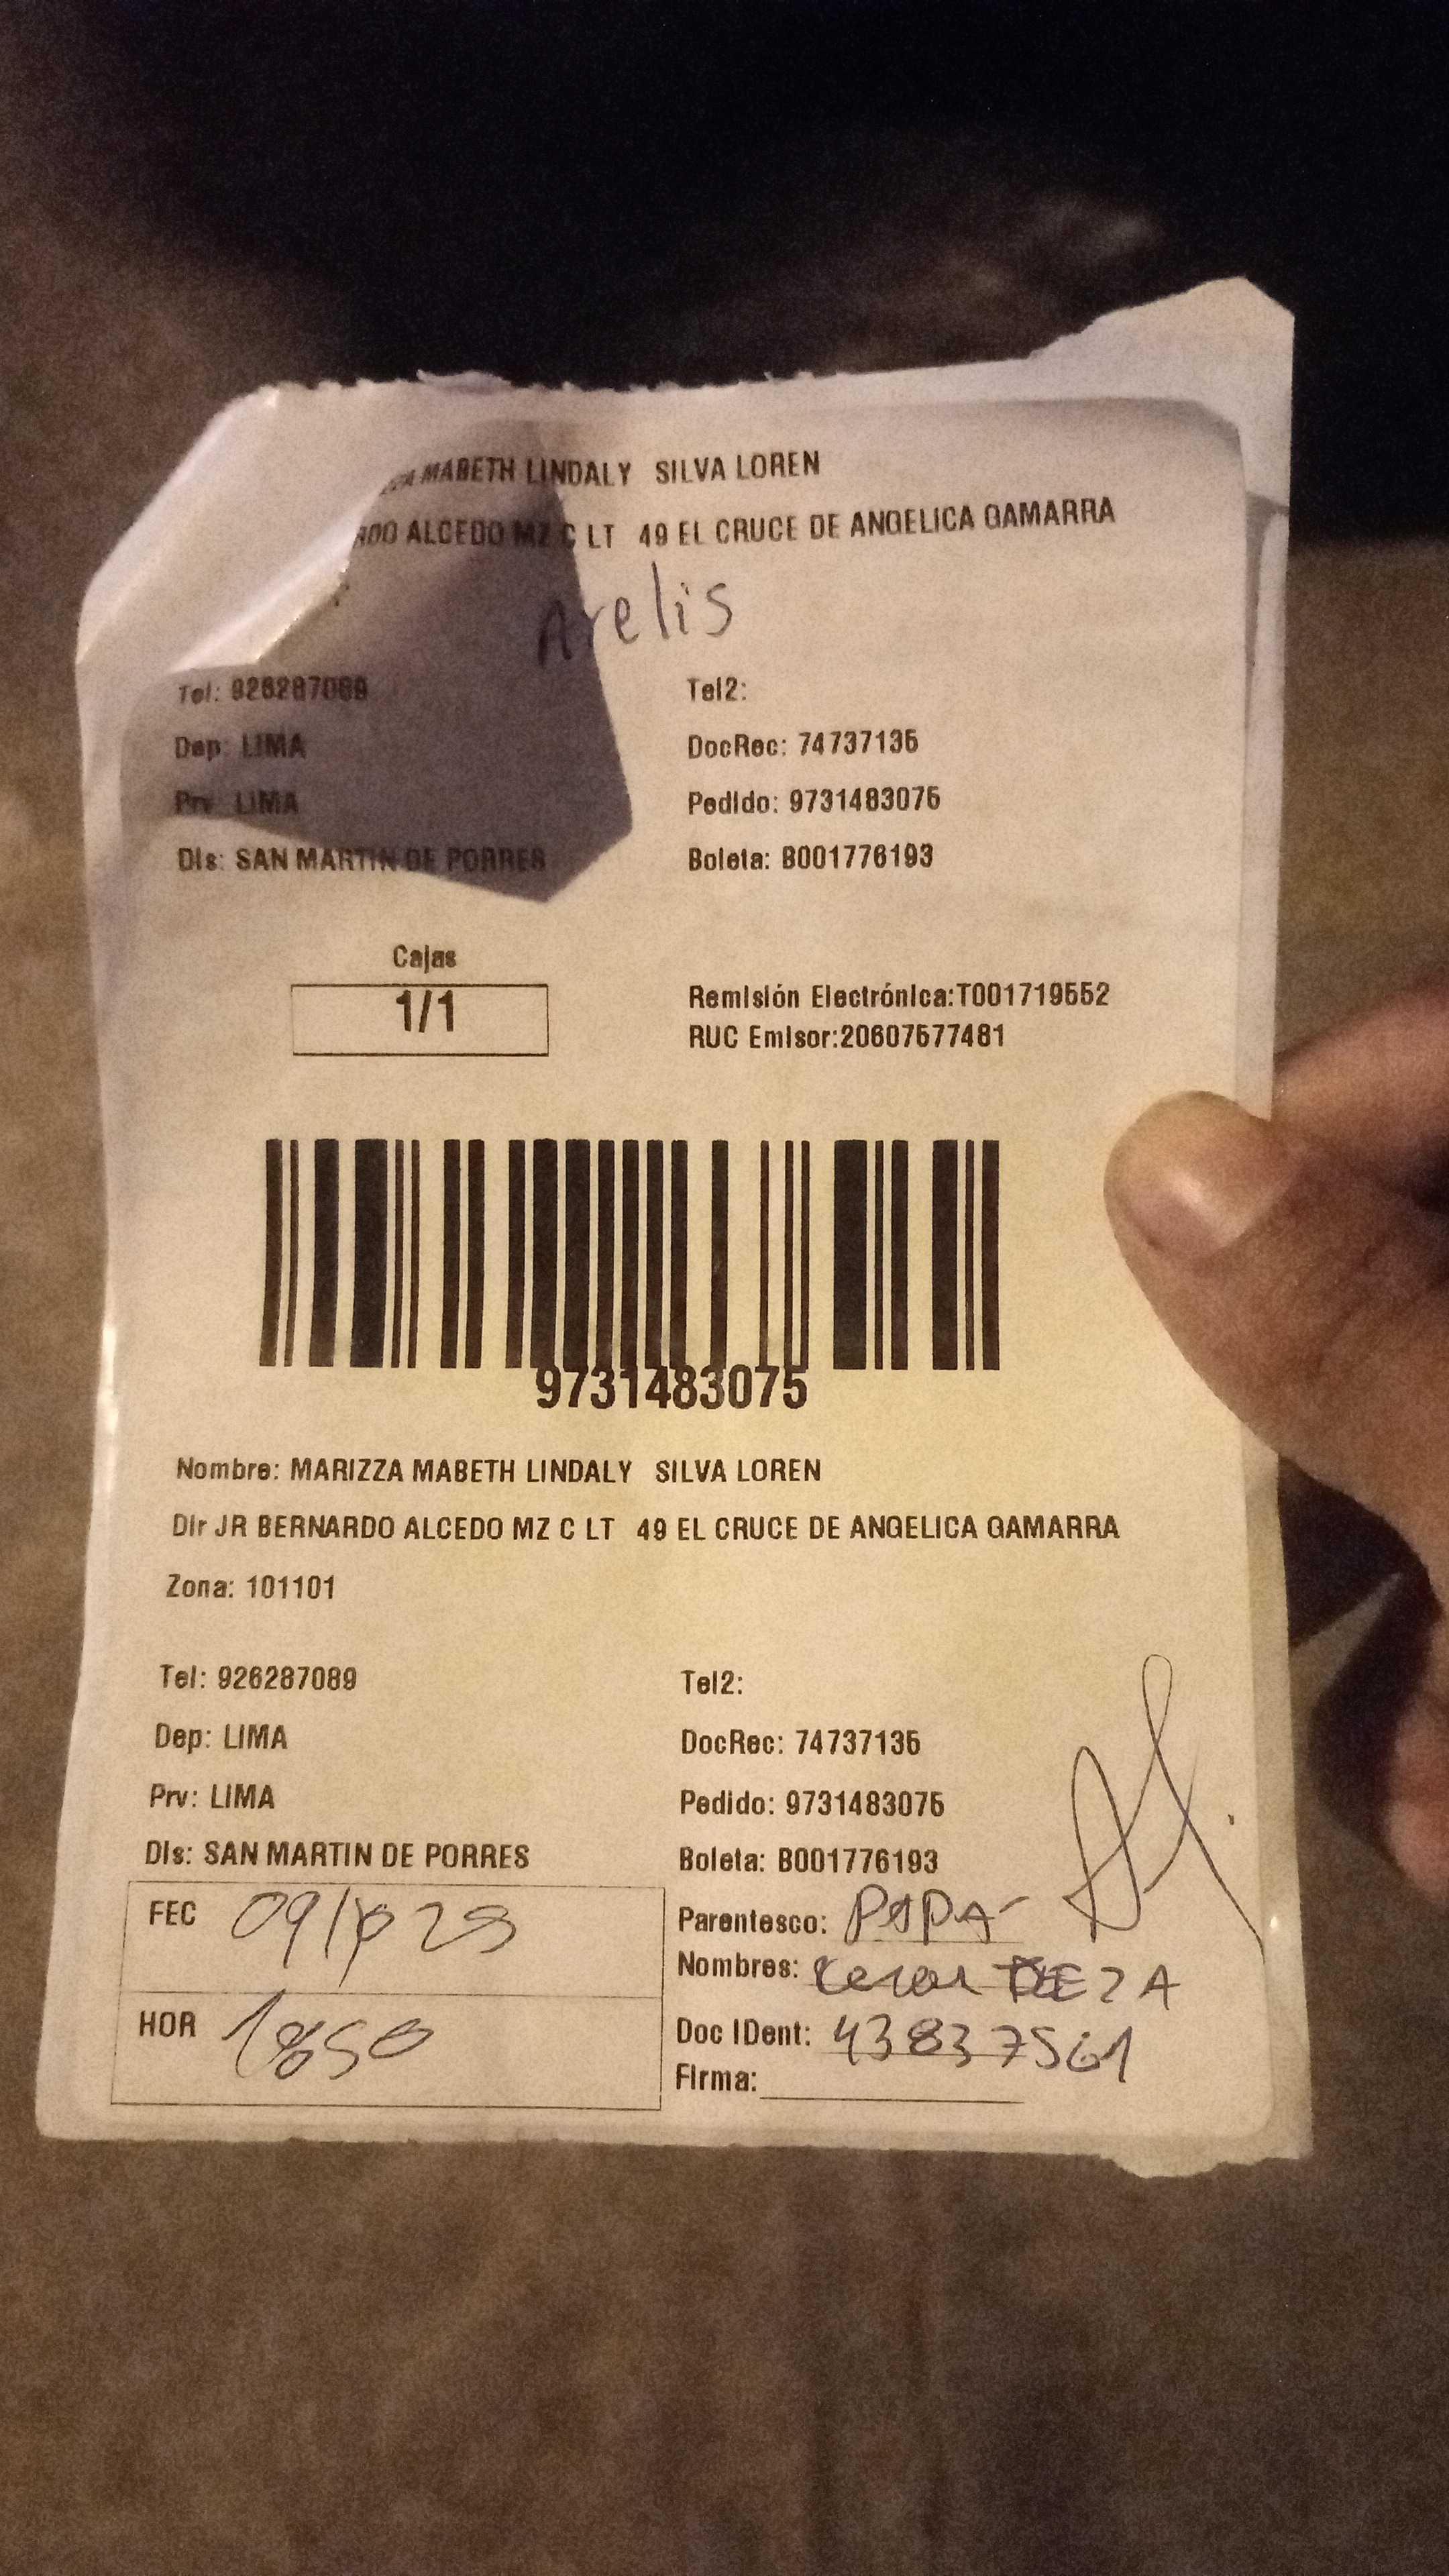 MABETH LINDALY SILVA LOREN
ALCEDO MZ C LT 49 EL CRUCE DE ANGELICA GAMARRA
Arelis
Tel: 926287089 Tel2:
Dep: LIMA DocRec: 74737135
Prv: LIMA Pedido: 9731483075
Dis: SAN MARTIN DE PORRES Boleta: B001776193
Cajas
1/1
Remisión Electrónica:T001719552
RUC Emisor:20607577481
9731483075
Nombre: MARIZZA MABETH LINDALY SILVA LOREN
Dir JR BERNARDO ALCEDO MZ C LT 49 EL CRUCE DE ANGELICA GAMARRA
Zona: 101101
Tel: 926287089 Tel2:
Dep: LIMA DocRec: 74737135
Prv: LIMA Pedido: 9731483075
Dis: SAN MARTIN DE PORRES Boleta: B001776193
FEC
Parentesco: PAPA
Nombres: Cesar DEZA
HOR 1850
Doc IDent: 43837561
Firma: